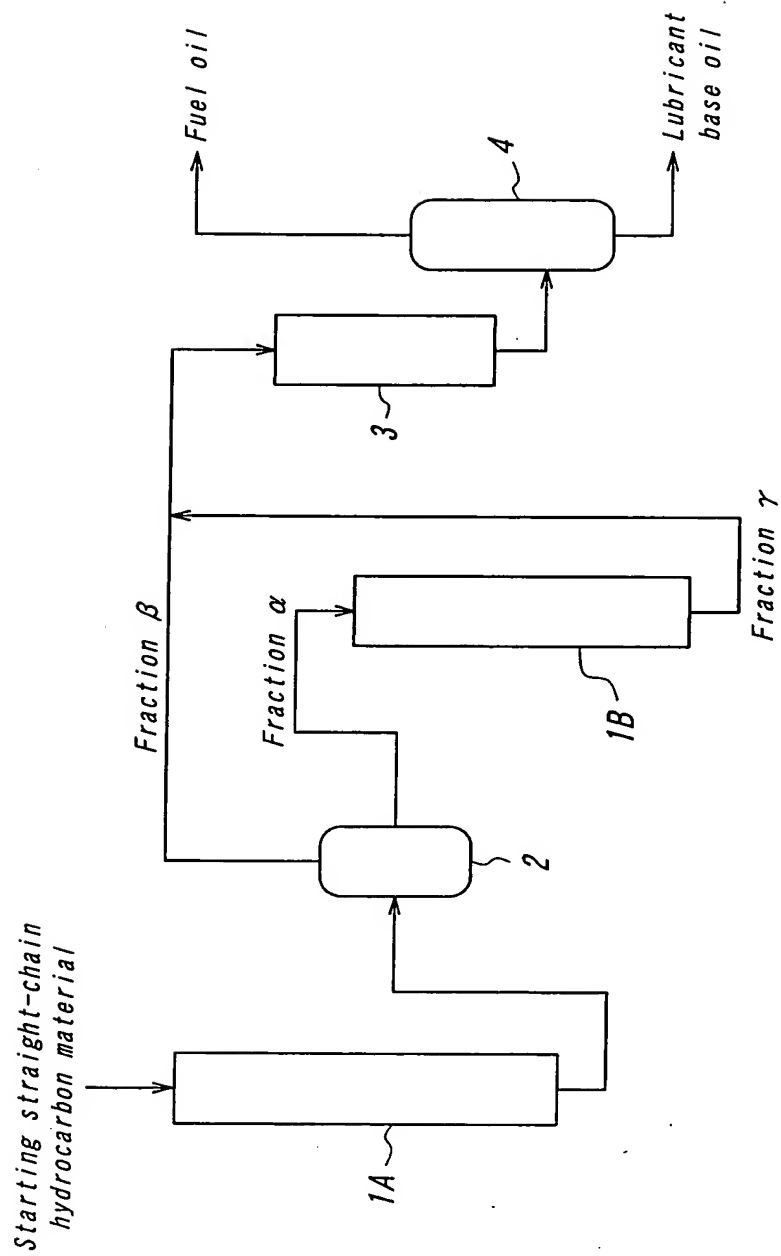 Starting straight-chain
hydrocarbon material
1A
2
Fraction β
Fraction α
1B
Fraction γ
3
4
Fuel oil
Lubricant
base oil